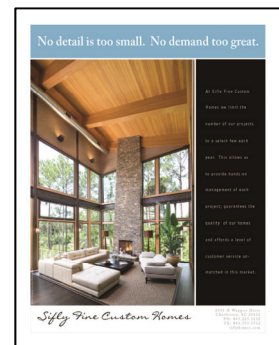 No detail is too small. No demand too great.
At Sifly Fine Custom
Homes we limit the
number of our projects
to a select few each
year. This allows us
to provide hands-on
management of each
project; guarantees the
quality of our homes
and affords a level of
customer service un-
matched in this market.
Sifly Fine Custom Homes